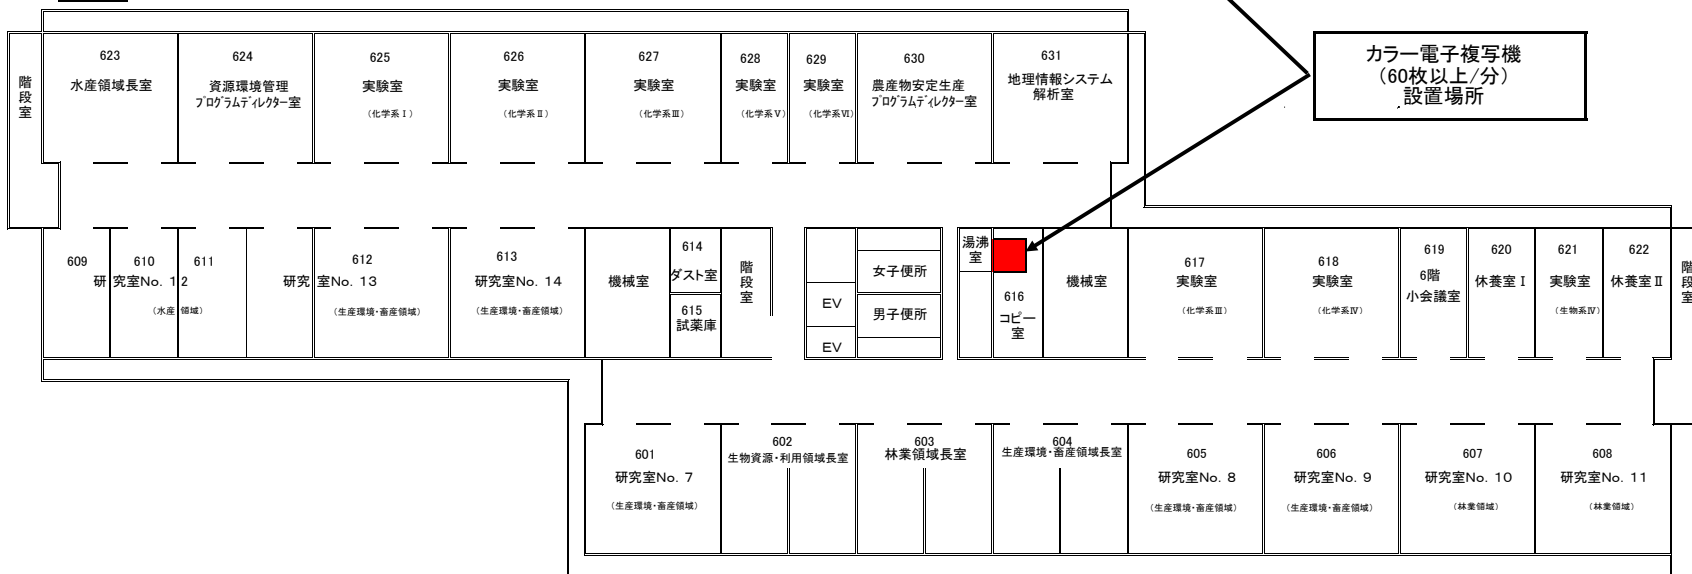 カラー電子複写機
（60枚以上/分）
設置場所
階段室
623
水産領域長室
624
資源環境管理
プログラムディレクター室
625
実験室
（化学系Ⅰ）
626
実験室
（化学系Ⅱ）
627
実験室
（化学系Ⅲ）
628
実験室
（化学系Ⅴ）
629
実験室
（化学系Ⅵ）
630
農産物安定生産
プログラムディレクター室
631
地理情報システム
解析室
609
610
611
研究室No. 12
（水産領域）
612
研究室No. 13
（生産環境・畜産領域）
613
研究室No. 14
（生産環境・畜産領域）
機械室
614
ダスト室
615
試薬庫
階段室
EV
EV
女子便所
男子便所
湯沸室
616
コピー室
機械室
617
実験室
（化学系Ⅲ）
618
実験室
（化学系Ⅳ）
619
6階
小会議室
620
休養室Ⅰ
621
実験室
（生物系Ⅳ）
622
休養室Ⅱ
階段室
601
研究室No. 7
（生産環境・畜産領域）
602
生物資源・利用領域長室
603
林業領域長室
604
生産環境・畜産領域長室
605
研究室No. 8
（生産環境・畜産領域）
606
研究室No. 9
（生産環境・畜産領域）
607
研究室No. 10
（林業領域）
608
研究室No. 11
（林業領域）